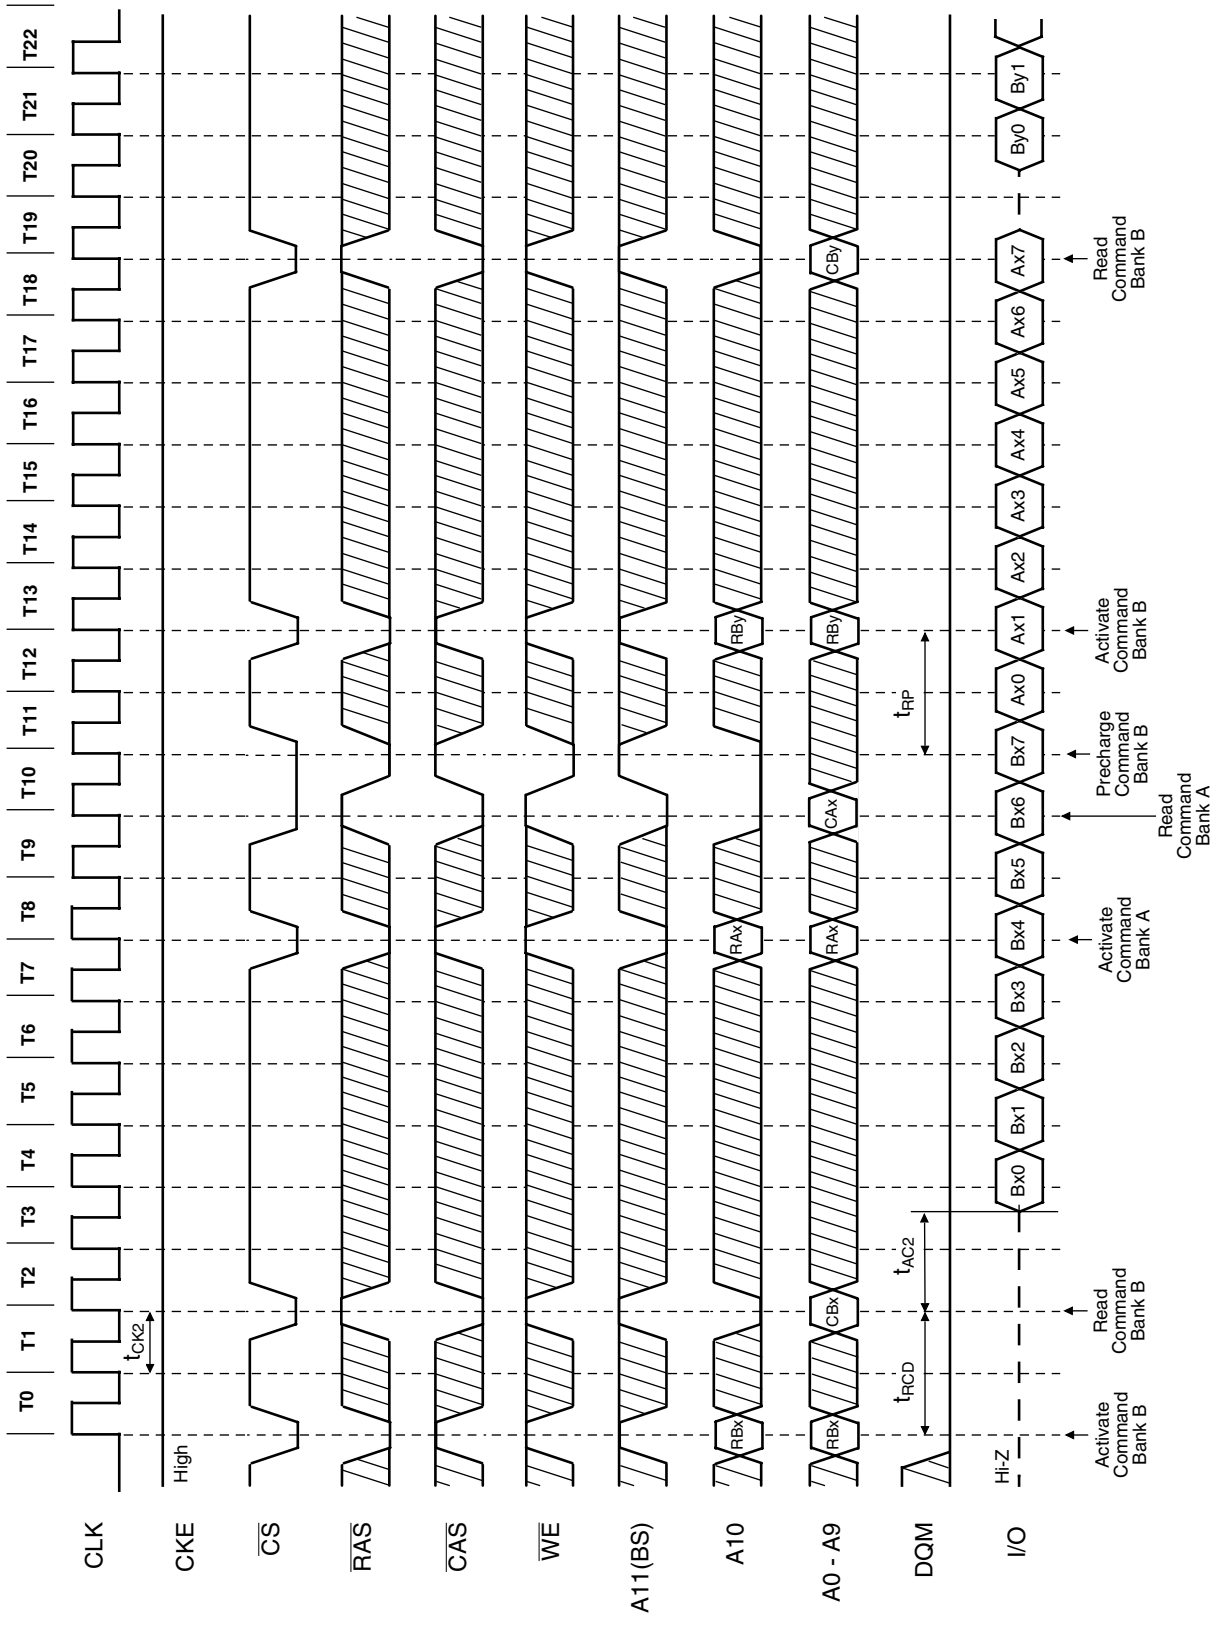 T0 T1 T2 T3 T4 T5 T6 T7 T8 T9 T10 T11 T12 T13 T14 T15 T16 T17 T18 T19 T20 T21 T22
CLK
tCK2
CKE
High
CS
RAS
CAS
WE
A11(BS)
A10
RBx RAx RBy
A0 - A9
RBx CBx RAx CAx RBy CBy
DQM
tRCD tAC2 tRP
I/O
Hi-Z
Bx0 Bx1 Bx2 Bx3 Bx4 Bx5 Bx6 Bx7 Ax0 Ax1 Ax2 Ax3 Ax4 Ax5 Ax6 Ax7 By0 By1
Activate
Command
Bank B
Read
Command
Bank B
Activate
Command
Bank A
Read
Command
Bank A
Precharge
Command
Bank B
Activate
Command
Bank B
Read
Command
Bank B